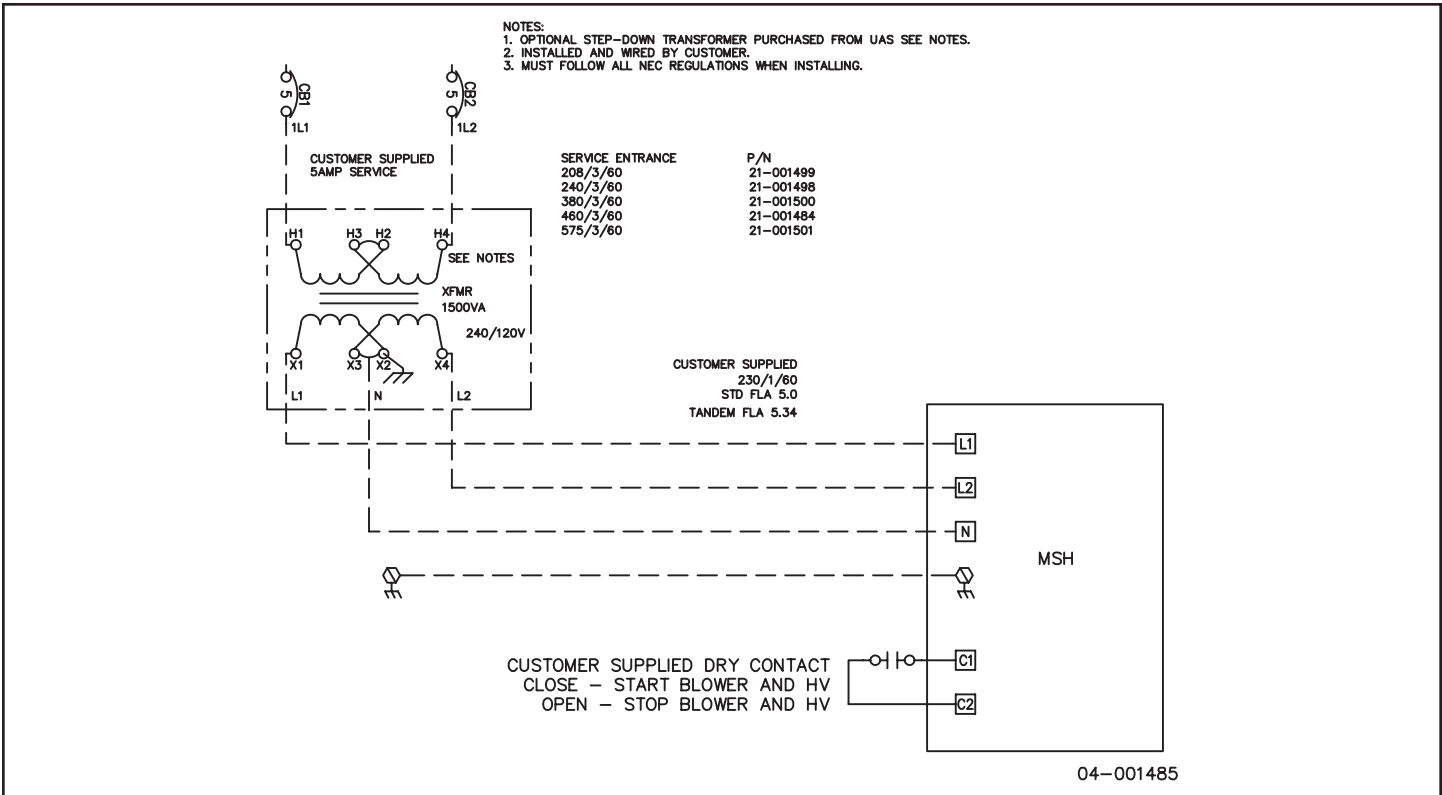 NOTES:
1. OPTIONAL STEP-DOWN TRANSFORMER PURCHASED FROM UAS SEE NOTES.
2. INSTALLED AND WIRED BY CUSTOMER.
3. MUST FOLLOW ALL NEC REGULATIONS WHEN INSTALLING.
5 CB1
5 CB2
1L1
1L2
CUSTOMER SUPPLIED
5AMP SERVICE
SERVICE ENTRANCE P/N
208/3/60 21-001499
240/3/60 21-001498
380/3/60 21-001500
460/3/60 21-001484
575/3/60 21-001501
H1 H3 H2 H4
SEE NOTES
XFMR
1500VA
240/120V
X1 X3 X2 X4
L1 N L2
CUSTOMER SUPPLIED
230/1/60
STD FLA 5.0
TANDEM FLA 5.34
L1
L2
N
MSH
CUSTOMER SUPPLIED DRY CONTACT
CLOSE - START BLOWER AND HV
OPEN - STOP BLOWER AND HV
C1
C2
04-001485